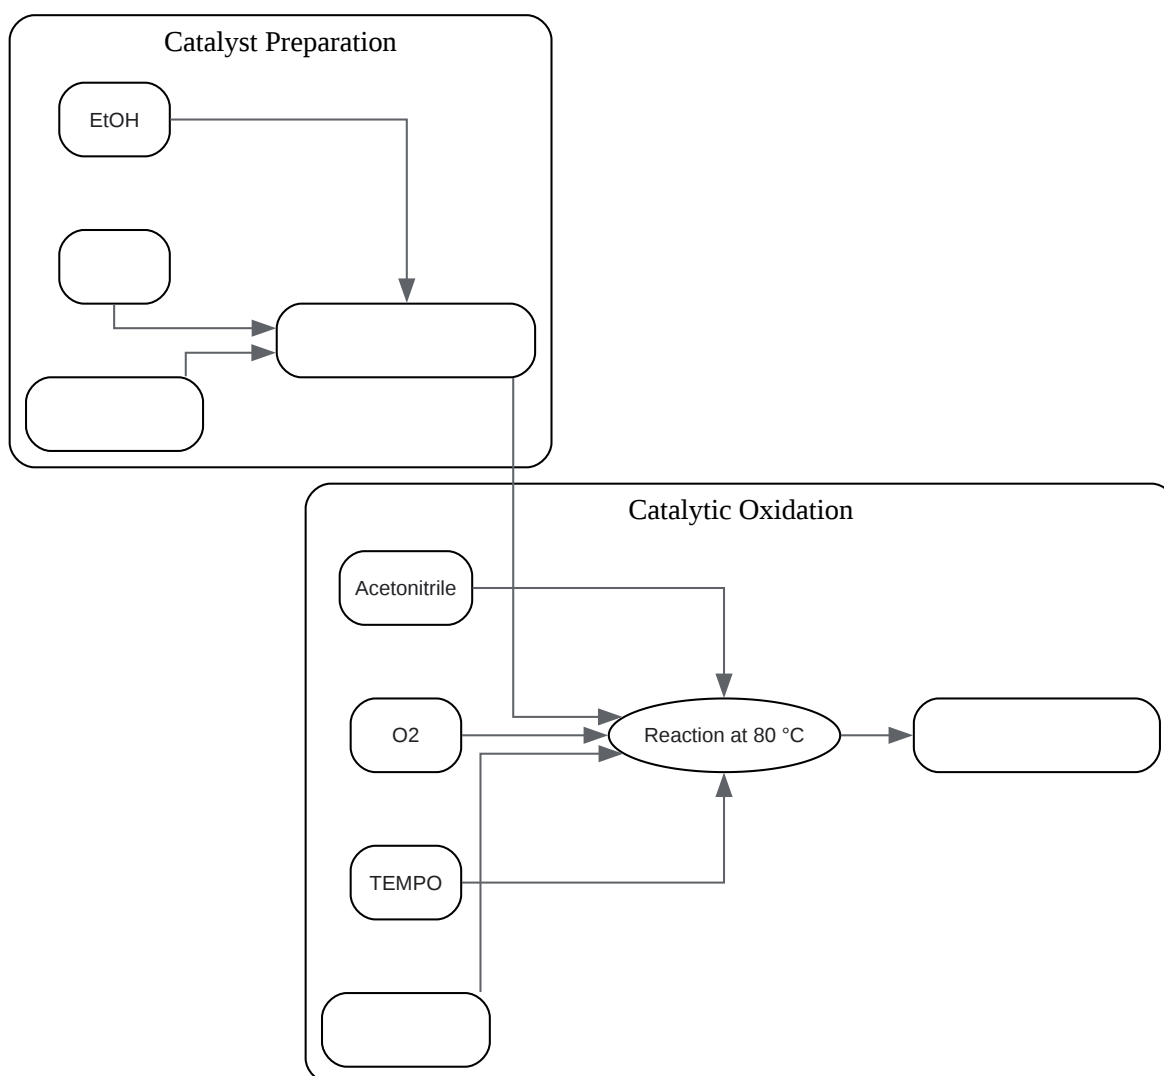 Catalyst Preparation
EtOH
Catalytic Oxidation
Acetonitrile
O2
Reaction at 80 °C
TEMPO